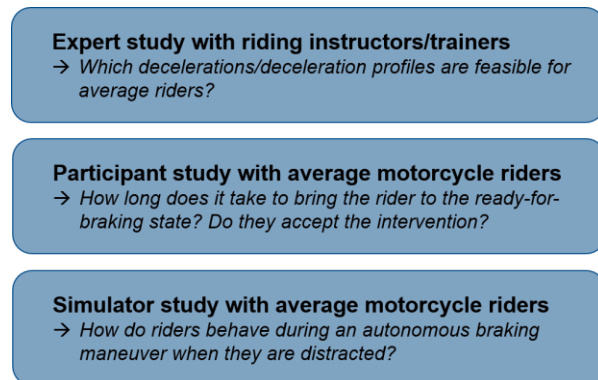 Expert study with riding instructors/trainers
→ Which decelerations/deceleration profiles are feasible for
average riders?
Participant study with average motorcycle riders
→ How long does it take to bring the rider to the ready-for-
braking state? Do they accept the intervention?
Simulator study with average motorcycle riders
→ How do riders behave during an autonomous braking
maneuver when they are distracted?